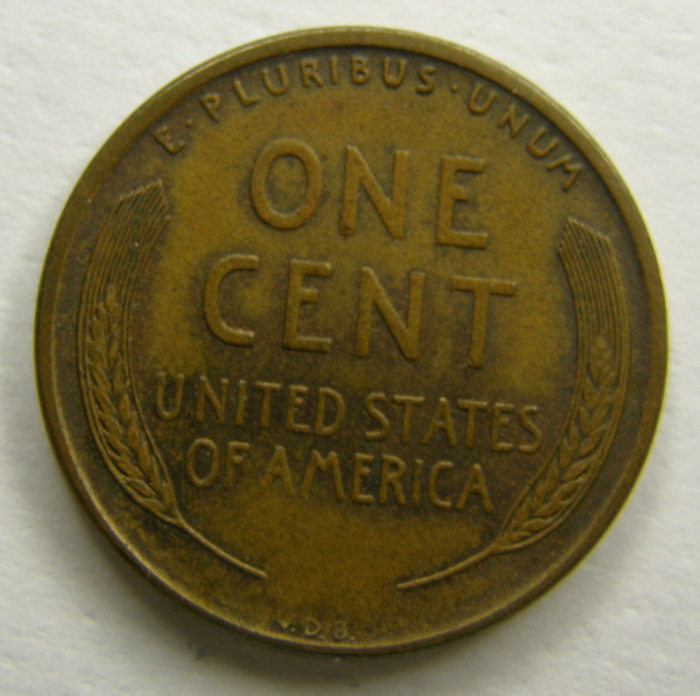 E·PLURIBUS·UNUM
ONE
CENT
UNITED STATES
OF AMERICA
V.D.B.